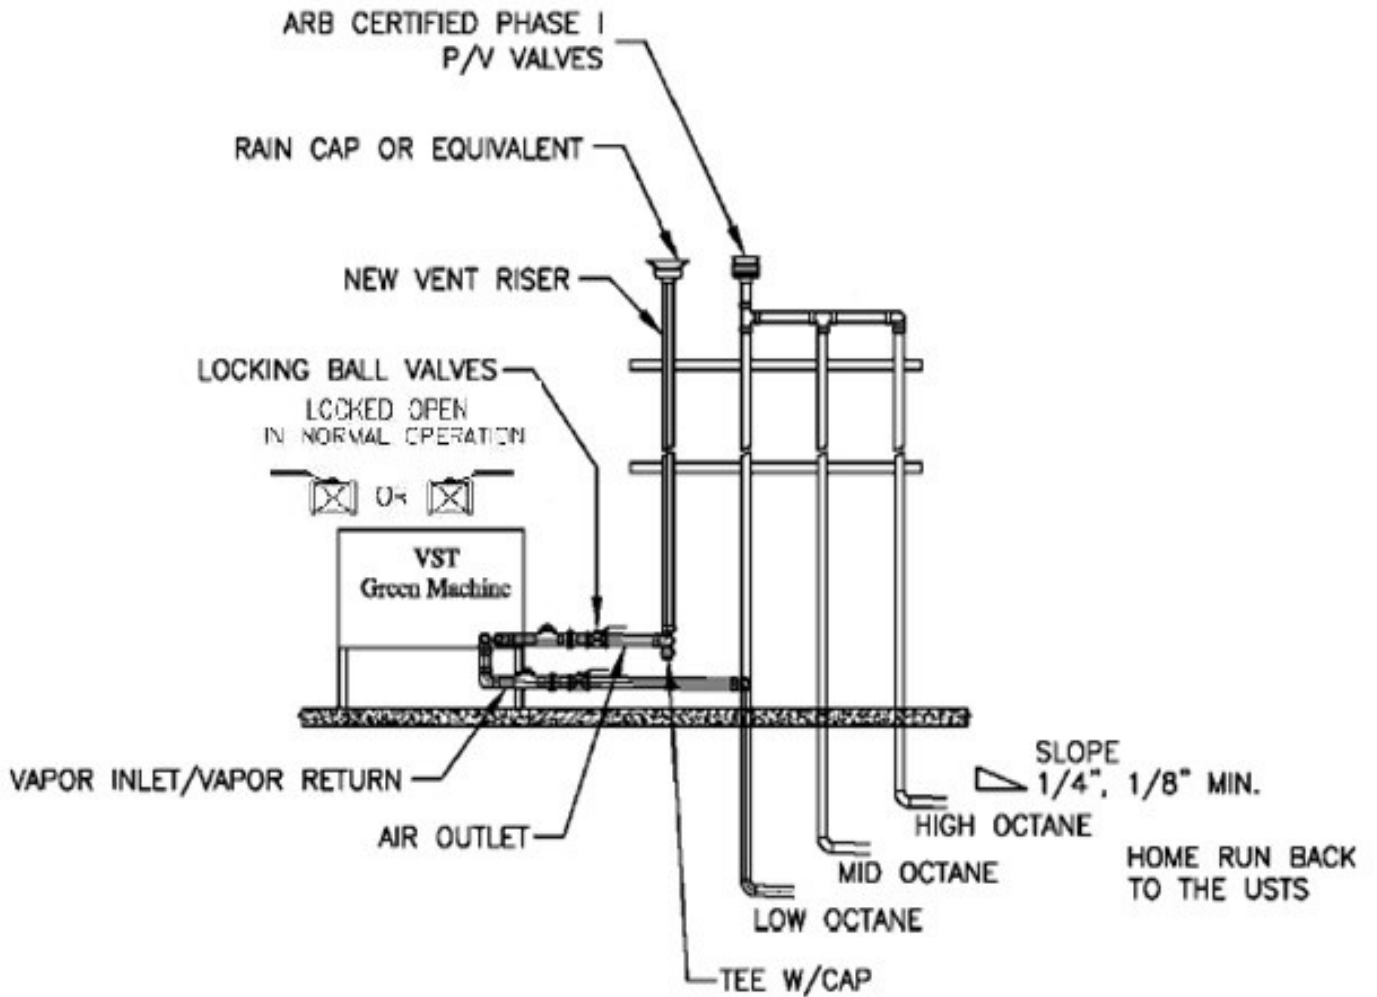 ARB CERTIFIED PHASE I
P/V VALVES
RAIN CAP OR EQUIVALENT
NEW VENT RISER
LOCKING BALL VALVES
LOCKED OPEN
IN NORMAL OPERATION
OR
VST
Green Machine
VAPOR INLET/VAPOR RETURN
AIR OUTLET
SLOPE
1/4", 1/8" MIN.
HIGH OCTANE
MID OCTANE
HOME RUN BACK
TO THE USTS
LOW OCTANE
TEE W/CAP